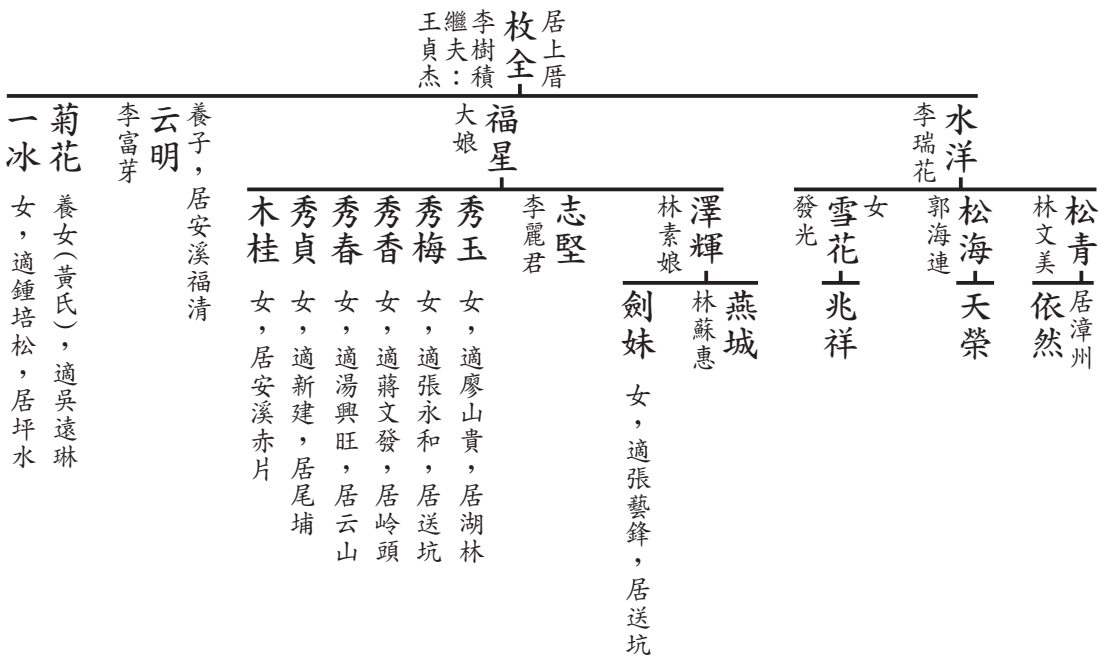 居上厝
枚全
李樹積
繼夫：
王貞杰
水洋
李瑞花
福星
大娘
養子，居安溪福清
云明
李富芽
菊花 養女(黃氏)，適吳遠琳
一冰 女，適鍾培松，居坪水
松青
林文美
松海
郭海連
女
雪花
發光
澤輝
林素娘
志堅
李麗君
秀玉 女，適廖山貴，居湖林
秀梅 女，適張永和，居送坑
秀香 女，適蔣文發，居岭頭
秀春 女，適湯興旺，居云山
秀貞 女，適新建，居尾埔
木桂 女，居安溪赤片
居漳州
依然
天榮
兆祥
燕城
林蘇惠
劍妹 女，適張藝鋒，居送坑